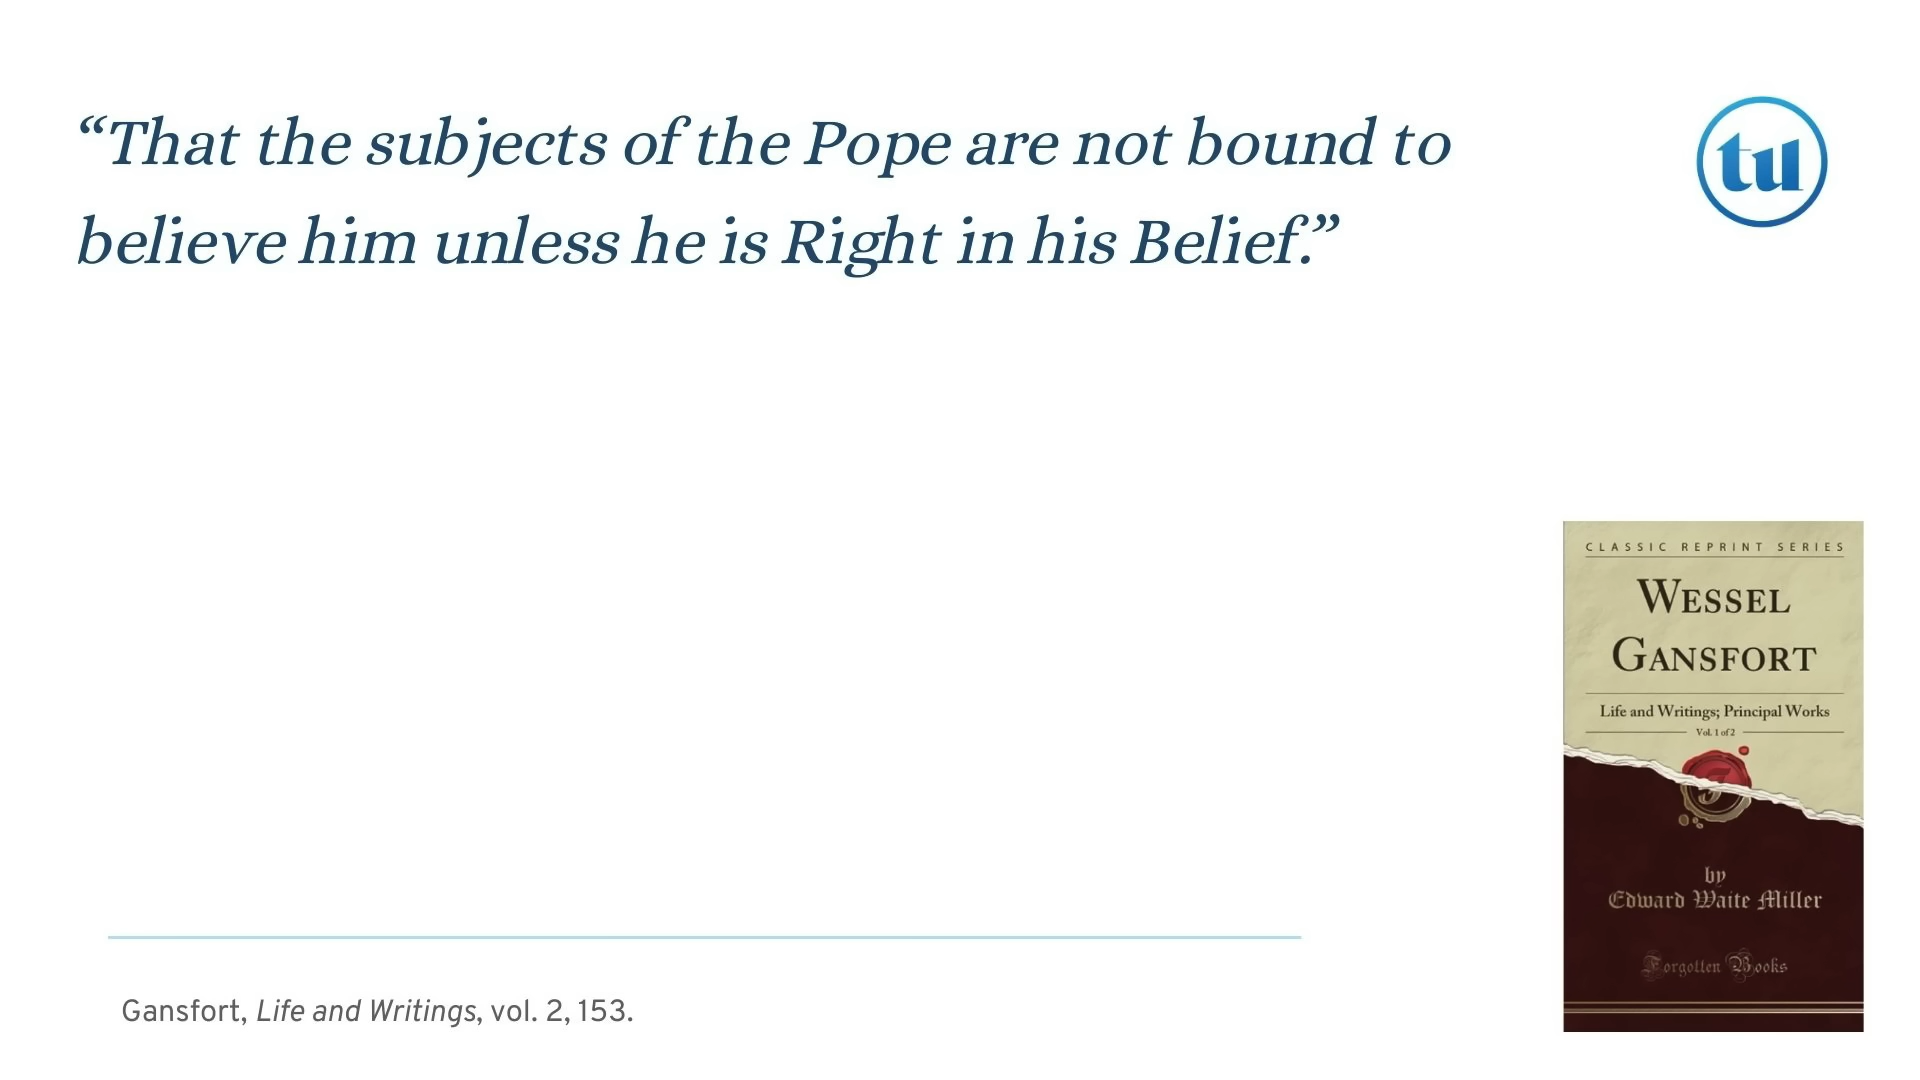 “That the subjects of the Pope are not bound to
believe him unless he is Right in his Belief.”
tu
CLASSIC REPRINT SERIES
WESSEL
GANSFORT
Life and Writings; Principal Works
Vol. 1 of 2
by
Edward Waite Miller
Forgotten Books
Gansfort, Life and Writings, vol. 2, 153.